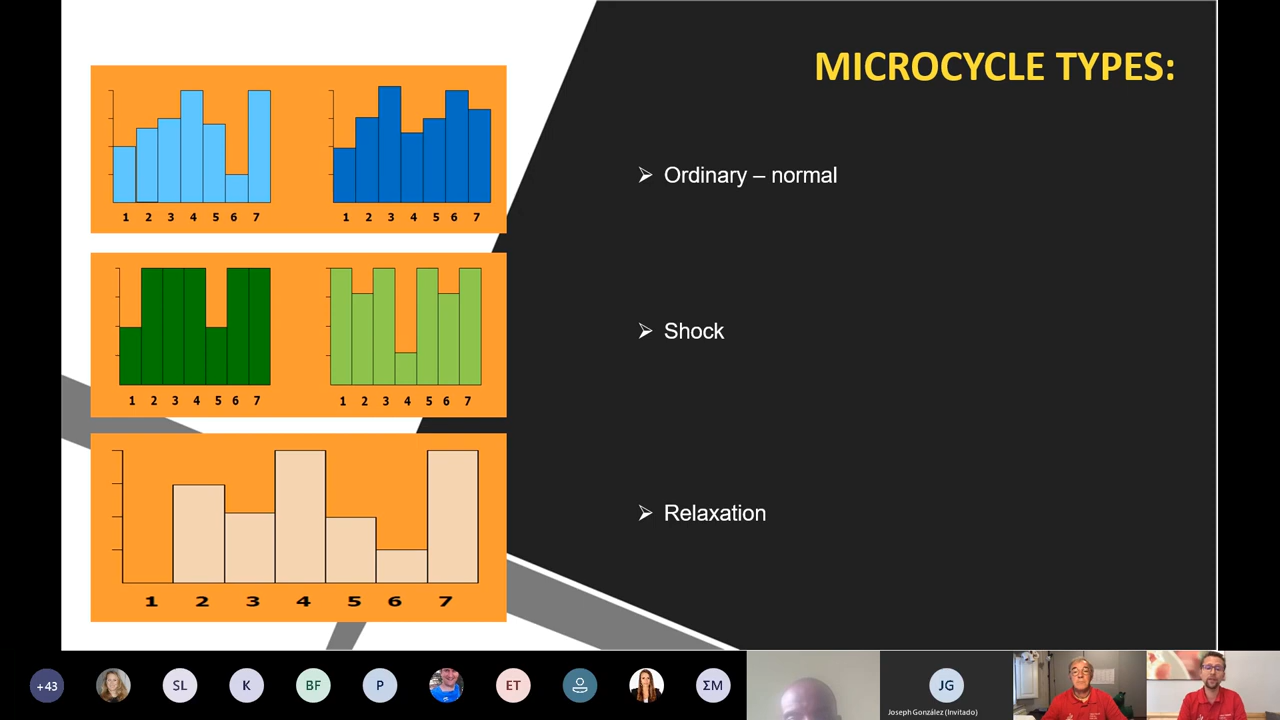 MICROCYCLE TYPES:
1 2 3 4 5 6 7
1 2 3 4 5 6 7
➢ Ordinary – normal
1 2 3 4 5 6 7
1 2 3 4 5 6 7
➢ Shock
1 2 3 4 5 6 7
➢ Relaxation
+43
SL
K
BF
P
ET
ΣM
JG
Joseph González (Invitado)